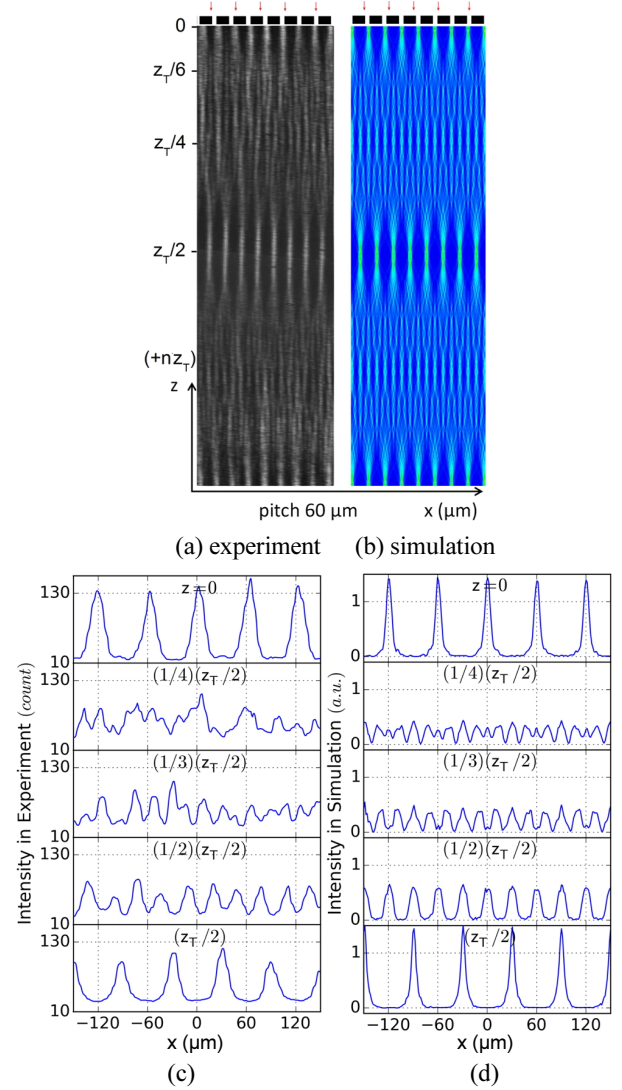 0
z_T/6
z_T/4
z_T/2
(+nz_T)
z
pitch 60 µm
x (µm)
(a) experiment
(b) simulation
Intensity in Experiment (count)
130
10
z=0
130
10
(1/4)(z_T/2)
130
10
(1/3)(z_T/2)
130
10
(1/2)(z_T/2)
130
10
(z_T/2)
−120 −60 0 60 120
x (µm)
(c)
Intensity in Simulation (a.u.)
1
0
z=0
1
0
(1/4)(z_T/2)
1
0
(1/3)(z_T/2)
1
0
(1/2)(z_T/2)
1
0
(z_T/2)
−120 −60 0 60 120
x (µm)
(d)